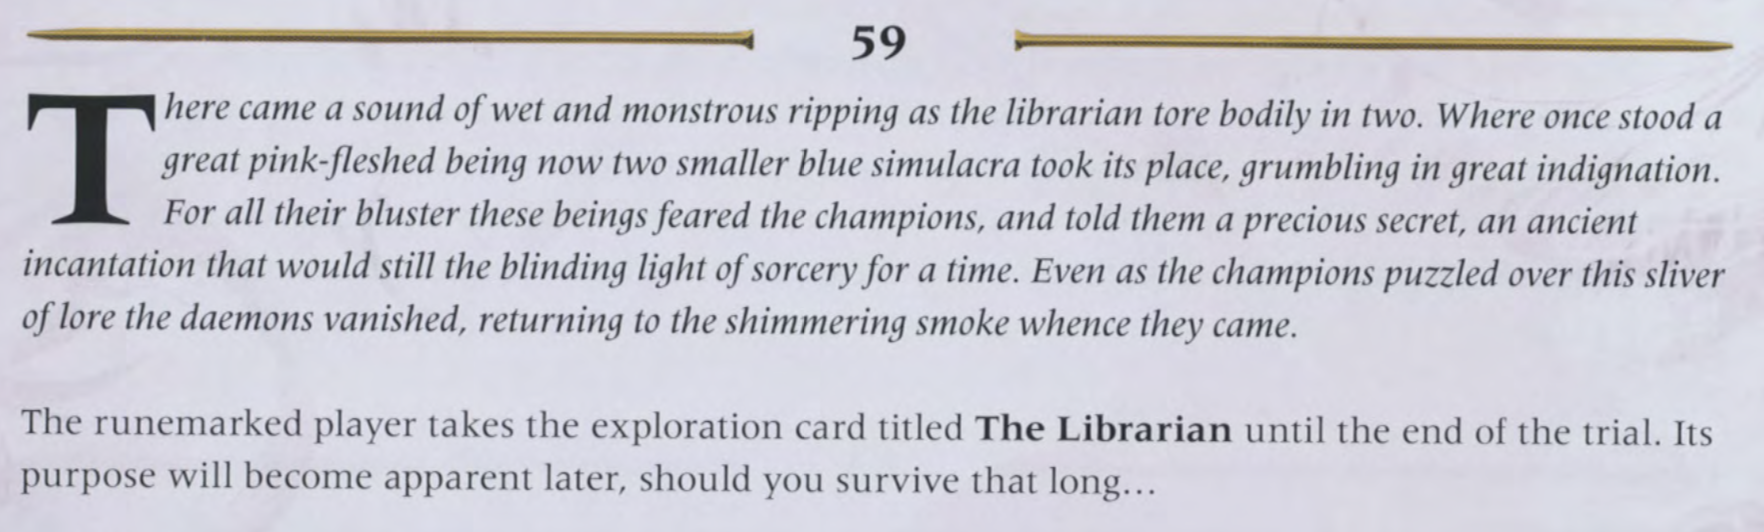 59
There came a sound of wet and monstrous ripping as the librarian tore bodily in two. Where once stood a
great pink-fleshed being now two smaller blue simulacra took its place, grumbling in great indignation.
For all their bluster these beings feared the champions, and told them a precious secret, an ancient
incantation that would still the blinding light of sorcery for a time. Even as the champions puzzled over this sliver
of lore the daemons vanished, returning to the shimmering smoke whence they came.
The runemarked player takes the exploration card titled The Librarian until the end of the trial. Its
purpose will become apparent later, should you survive that long...